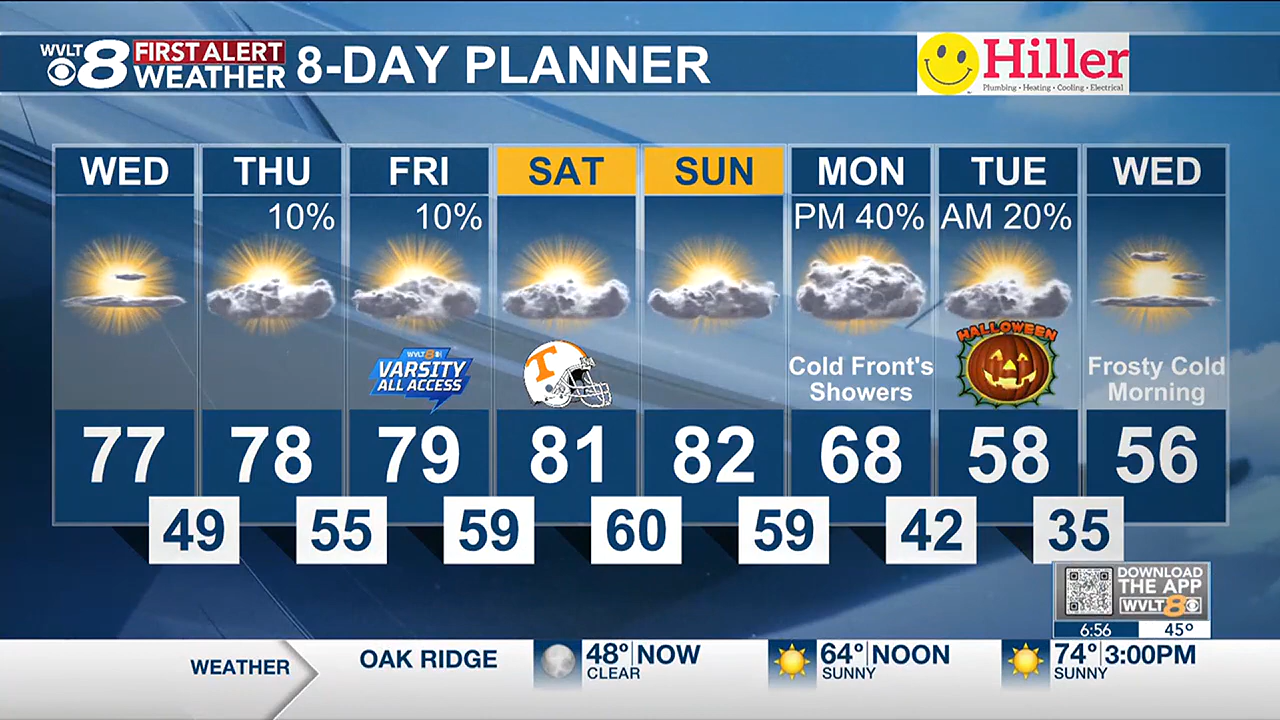 WVLT 8 FIRST ALERT WEATHER
8-DAY PLANNER
Hiller
Plumbing • Heating • Cooling • Electrical
WED THU FRI SAT SUN MON TUE WED
10% 10% PM 40% AM 20%
WVLT 8
VARSITY
ALL ACCESS
T
HALLOWEEN
Cold Front's
Showers
Frosty Cold
Morning
77 78 79 81 82 68 58 56
49 55 59 60 59 42 35
DOWNLOAD
THE APP
WVLT 8
6:56 45°
WEATHER
OAK RIDGE
48° NOW
CLEAR
64° NOON
SUNNY
74° 3:00PM
SUNNY